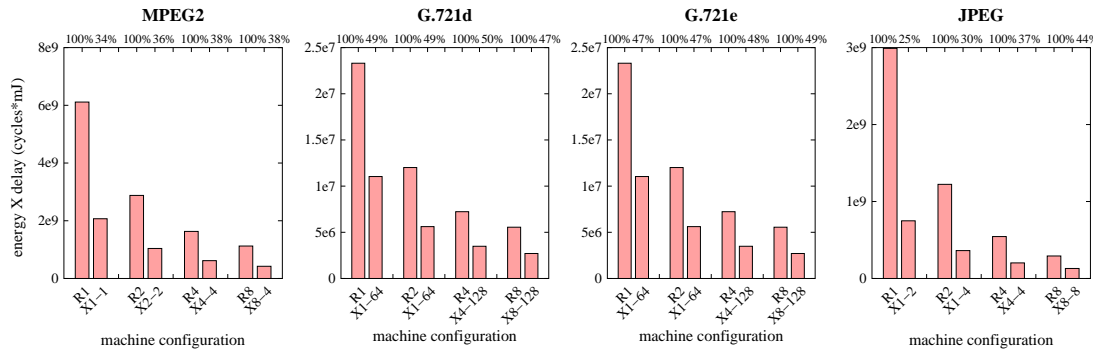 MPEG2
G.721d
G.721e
JPEG
100% 34% 100% 36% 100% 38% 100% 38%
100% 49% 100% 49% 100% 50% 100% 47%
100% 47% 100% 47% 100% 48% 100% 49%
100% 25% 100% 30% 100% 37% 100% 44%
energy X delay (cycles*mJ)
8e9
6e9
4e9
2e9
0
2.5e7
2e7
1.5e7
1e7
5e6
0
2.5e7
2e7
1.5e7
1e7
5e6
0
3e9
2e9
1e9
0
R1 X1−1 R2 X2−2 R4 X4−4 R8 X8−4
R1 X1−64 R2 X1−64 R4 X4−128 R8 X8−128
R1 X1−64 R2 X1−64 R4 X4−128 R8 X8−128
R1 X1−2 R2 X1−4 R4 X4−4 R8 X8−8
machine configuration
machine configuration
machine configuration
machine configuration